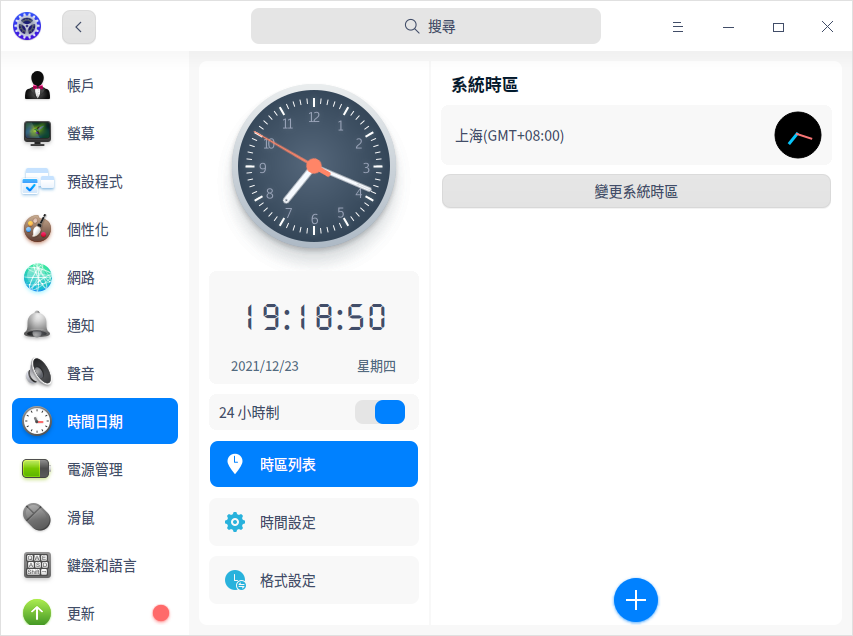 搜尋
帳戶
螢幕
預設程式
個性化
網路
通知
聲音
時間日期
電源管理
滑鼠
鍵盤和語言
更新
12
1
2
3
4
5
6
7
8
9
10
11
19:18:50
2021/12/23 星期四
24 小時制
時區列表
時間設定
格式設定
系統時區
上海(GMT+08:00)
變更系統時區